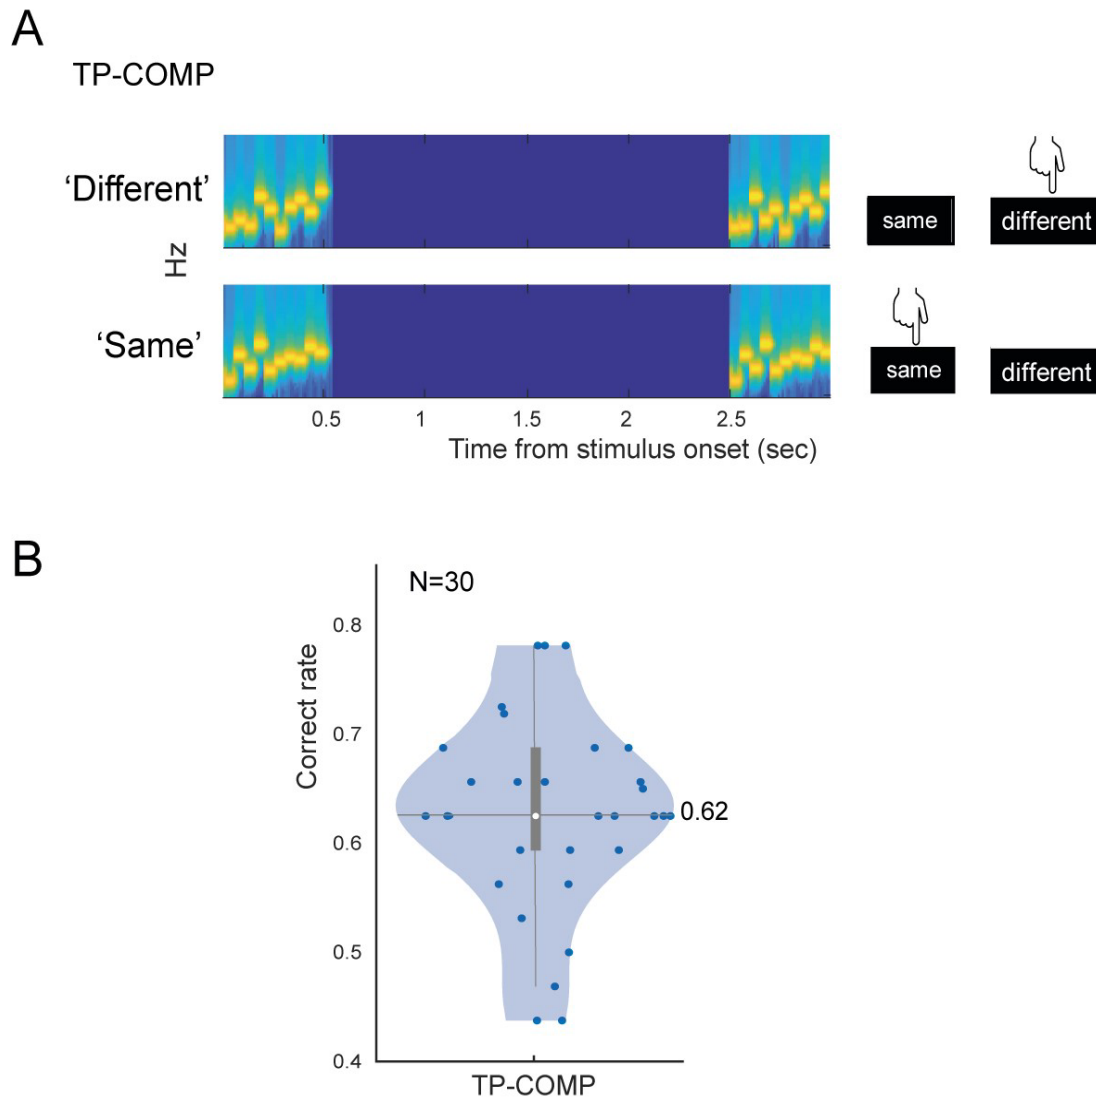 A
TP-COMP
‘Different’
same
different
Hz
‘Same’
same
different
0.5 1 1.5 2 2.5
Time from stimulus onset (sec)
B
N=30
0.8
0.7
0.6
0.5
0.4
Correct rate
0.62
TP-COMP